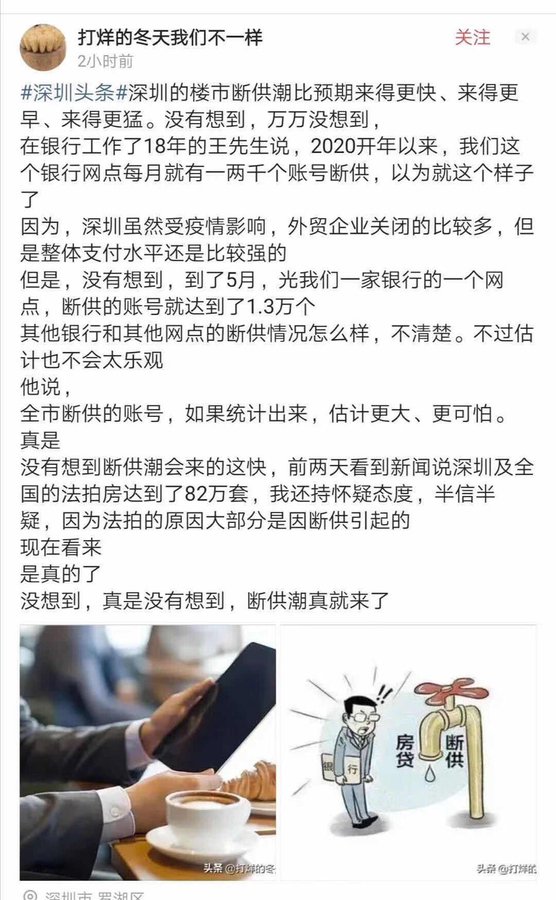 打烊的冬天我们不一样
关注
×
2小时前
#深圳头条#深圳的楼市断供潮比预期来得更快、来得更
早、来得更猛。没有想到，万万没想到，
在银行工作了18年的王先生说，2020开年以来，我们这
个银行网点每月就有一两千个账号断供，以为就这个样子
了
因为，深圳虽然受疫情影响，外贸企业关闭的比较多，但
是整体支付水平还是比较强的
但是，没有想到，到了5月，光我们一家银行的一个网
点，断供的账号就达到了1.3万个
其他银行和其他网点的断供情况怎么样，不清楚。不过估
计也不会太乐观
他说，
全市断供的账号，如果统计出来，估计更大、更可怕。
真是
没有想到断供潮会来的这快，前两天看到新闻说深圳及全
国的法拍房达到了82万套，我还持怀疑态度，半信半
疑，因为法拍的原因大部分是因断供引起的
现在看来
是真的了
没想到，真是没有想到，断供潮真就来了
头条 @打烊的冬
银行
房贷
断供
头条 @打烊的
深圳市 罗湖区